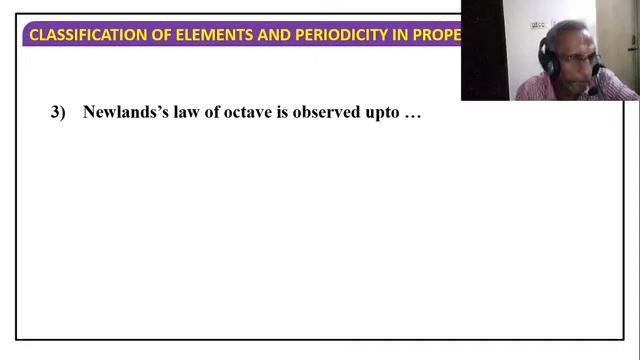 CLASSIFICATION OF ELEMENTS AND PERIODICITY IN PROPE
3) Newlands’s law of octave is observed upto …